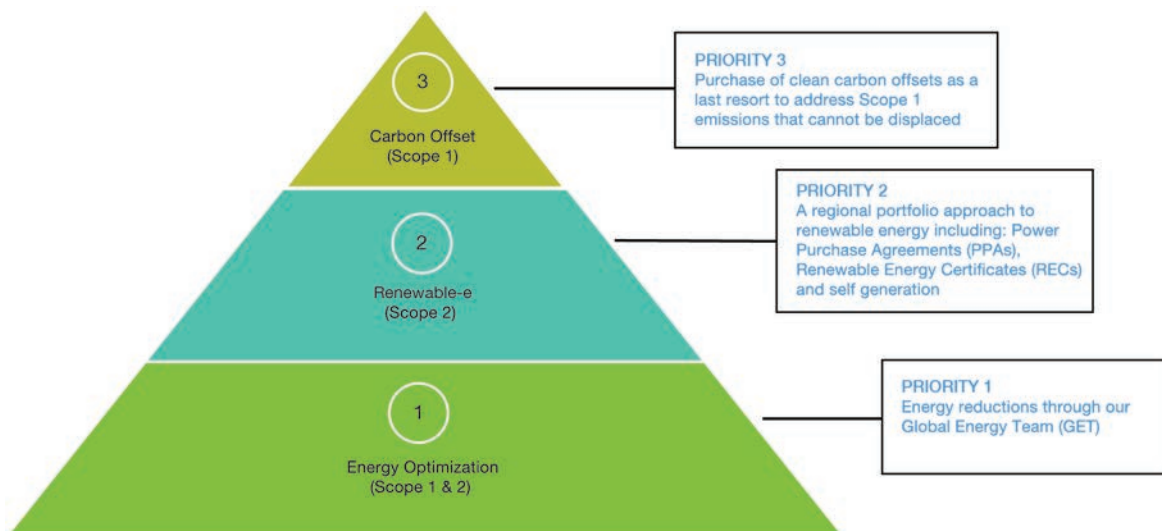 3
Carbon Offset
(Scope 1)
PRIORITY 3
Purchase of clean carbon offsets as a
last resort to address Scope 1
emissions that cannot be displaced
2
Renewable-e
(Scope 2)
PRIORITY 2
A regional portfolio approach to
renewable energy including: Power
Purchase Agreements (PPAs),
Renewable Energy Certificates (RECs)
and self generation
1
Energy Optimization
(Scope 1 & 2)
PRIORITY 1
Energy reductions through our
Global Energy Team (GET)